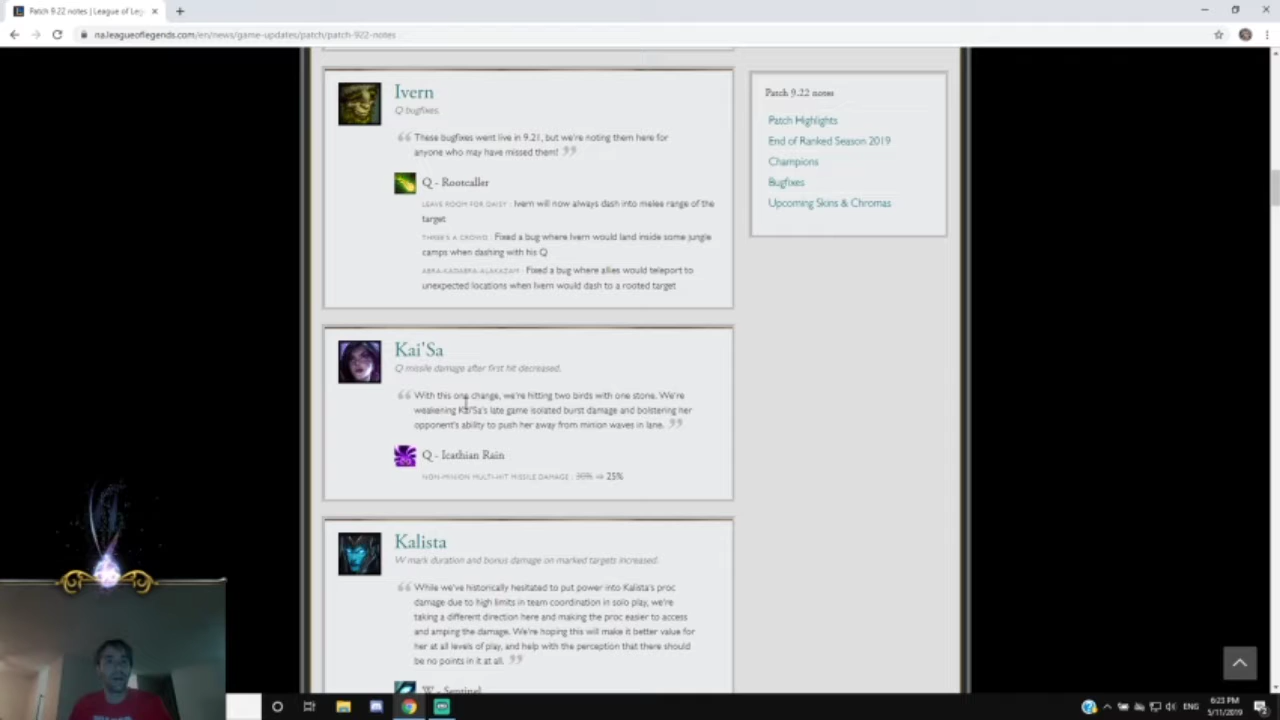 Patch 9.22 notes | League of Leg
na.leagueoflegends.com/en/news/game-updates/patch/patch-922-notes
Ivern
Q bugfixes.
These bugfixes went live in 9.21, but we're noting them here for
anyone who may have missed them!
Q - Rootcaller
LEAVE ROOM FOR DAISY : Ivern will now always dash into melee range of the
target
THREE'S A CROWD : Fixed a bug where Ivern would land inside some jungle
camps when dashing with his Q
ABRA-KADABRA-ALAKAZAM : Fixed a bug where allies would teleport to
unexpected locations when Ivern would dash to a rooted target
Kai'Sa
Q missile damage after first hit decreased.
With this one change, we're hitting two birds with one stone. We're
weakening Kai'Sa's late game isolated burst damage and bolstering her
opponent's ability to push her away from minion waves in lane.
Q - Icathian Rain
NON-MINION MULTI-HIT MISSILE DAMAGE : 30% ⇒ 25%
Kalista
W mark duration and bonus damage on marked targets increased.
While we've historically hesitated to put power into Kalista's proc
damage due to high limits in team coordination in solo play, we're
taking a different direction here and making the proc easier to access
and amping the damage. We're hoping this will make it better value for
her at all levels of play, and help with the perception that there should
be no points in it at all.
W - Sentinel
Patch 9.22 notes
Patch Highlights
End of Ranked Season 2019
Champions
Bugfixes
Upcoming Skins & Chromas
ENG
6:23 PM
5/11/2019